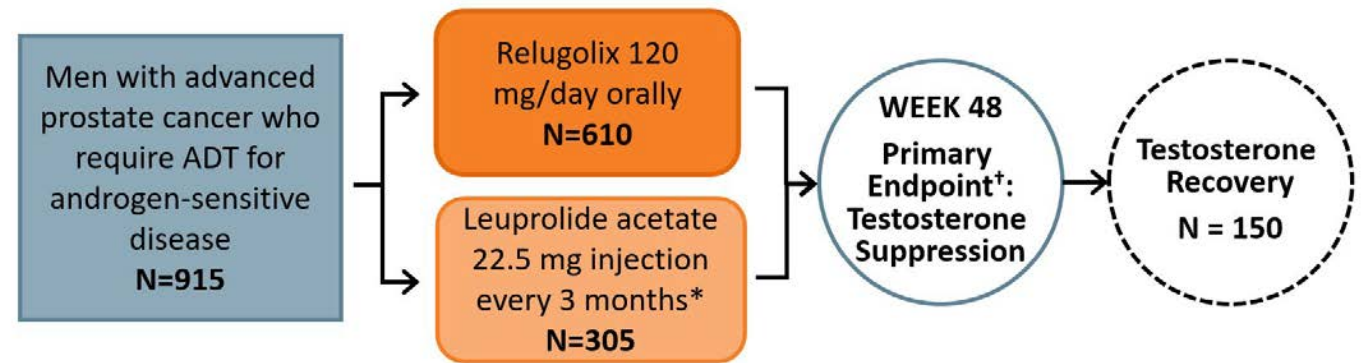 Men with advanced
prostate cancer who
require ADT for
androgen-sensitive
disease
N=915
Relugolix 120
mg/day orally
N=610
Leuprolide acetate
22.5 mg injection
every 3 months*
N=305
WEEK 48
Primary
Endpoint†:
Testosterone
Suppression
Testosterone
Recovery
N = 150